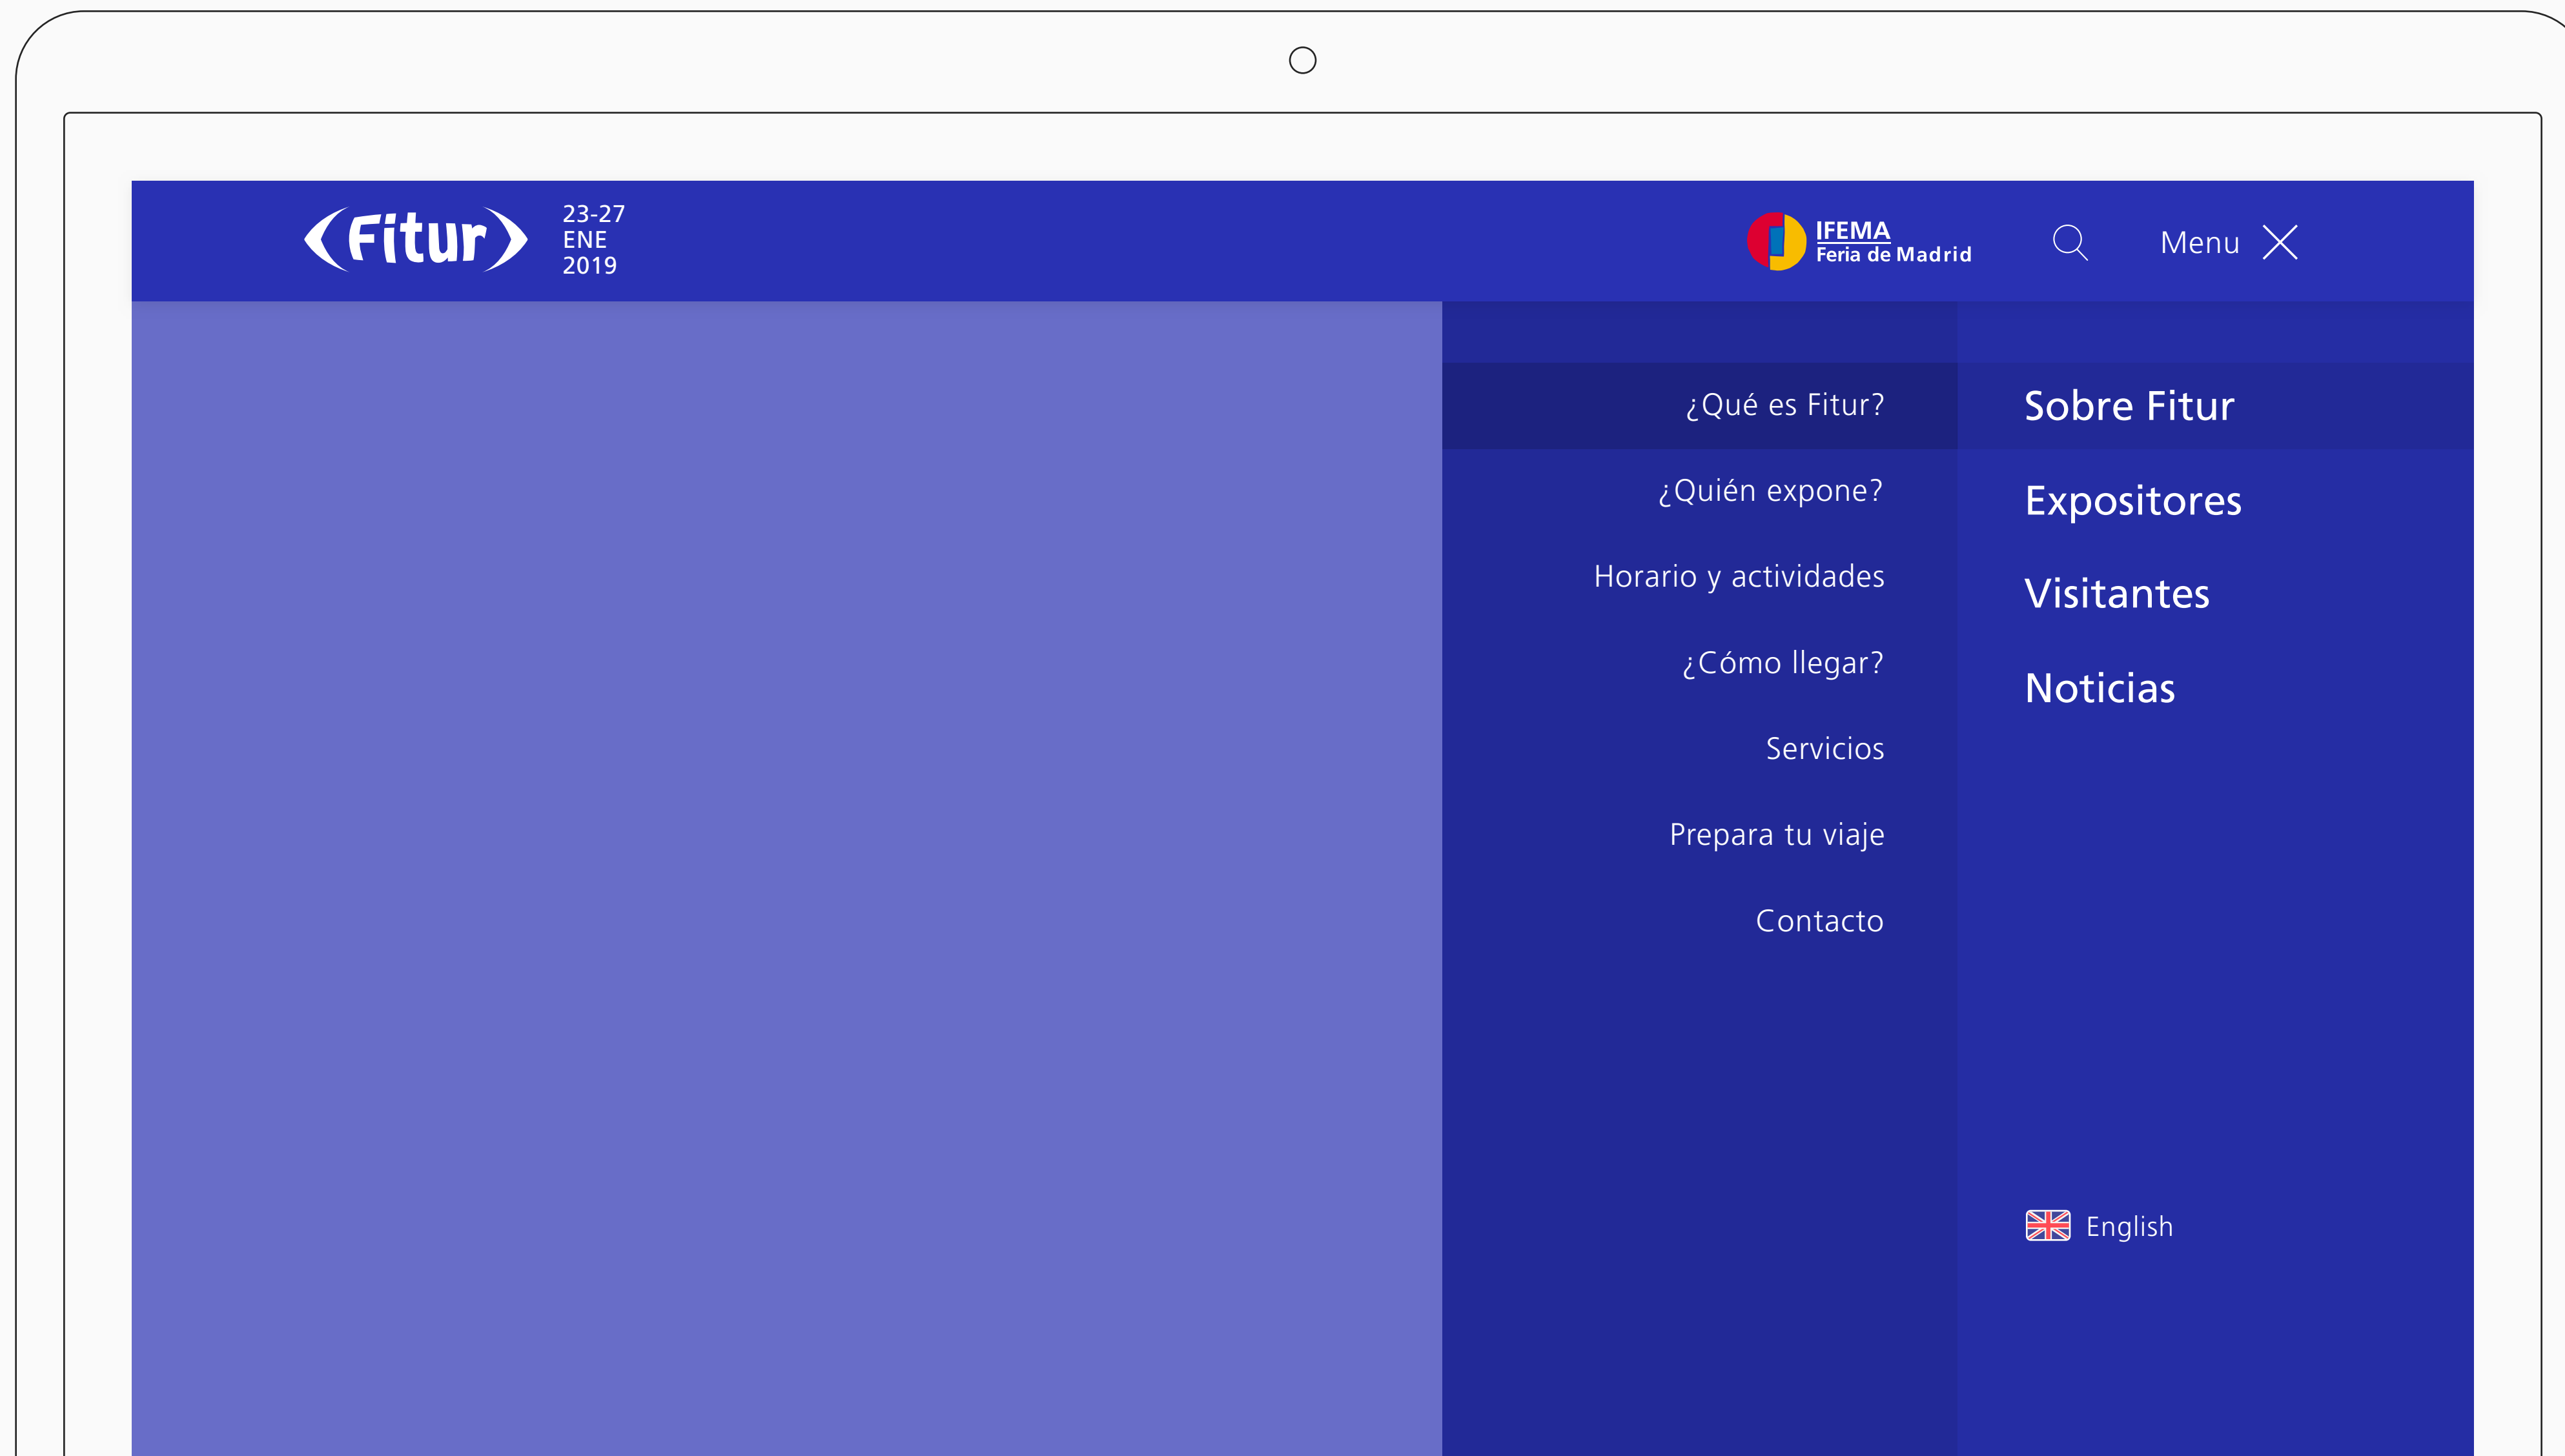 Fitur
23-27
ENE
2019
IFEMA
Feria de Madrid
Menu
¿Qué es Fitur?
¿Quién expone?
Horario y actividades
¿Cómo llegar?
Servicios
Prepara tu viaje
Contacto
Sobre Fitur
Expositores
Visitantes
Noticias
English